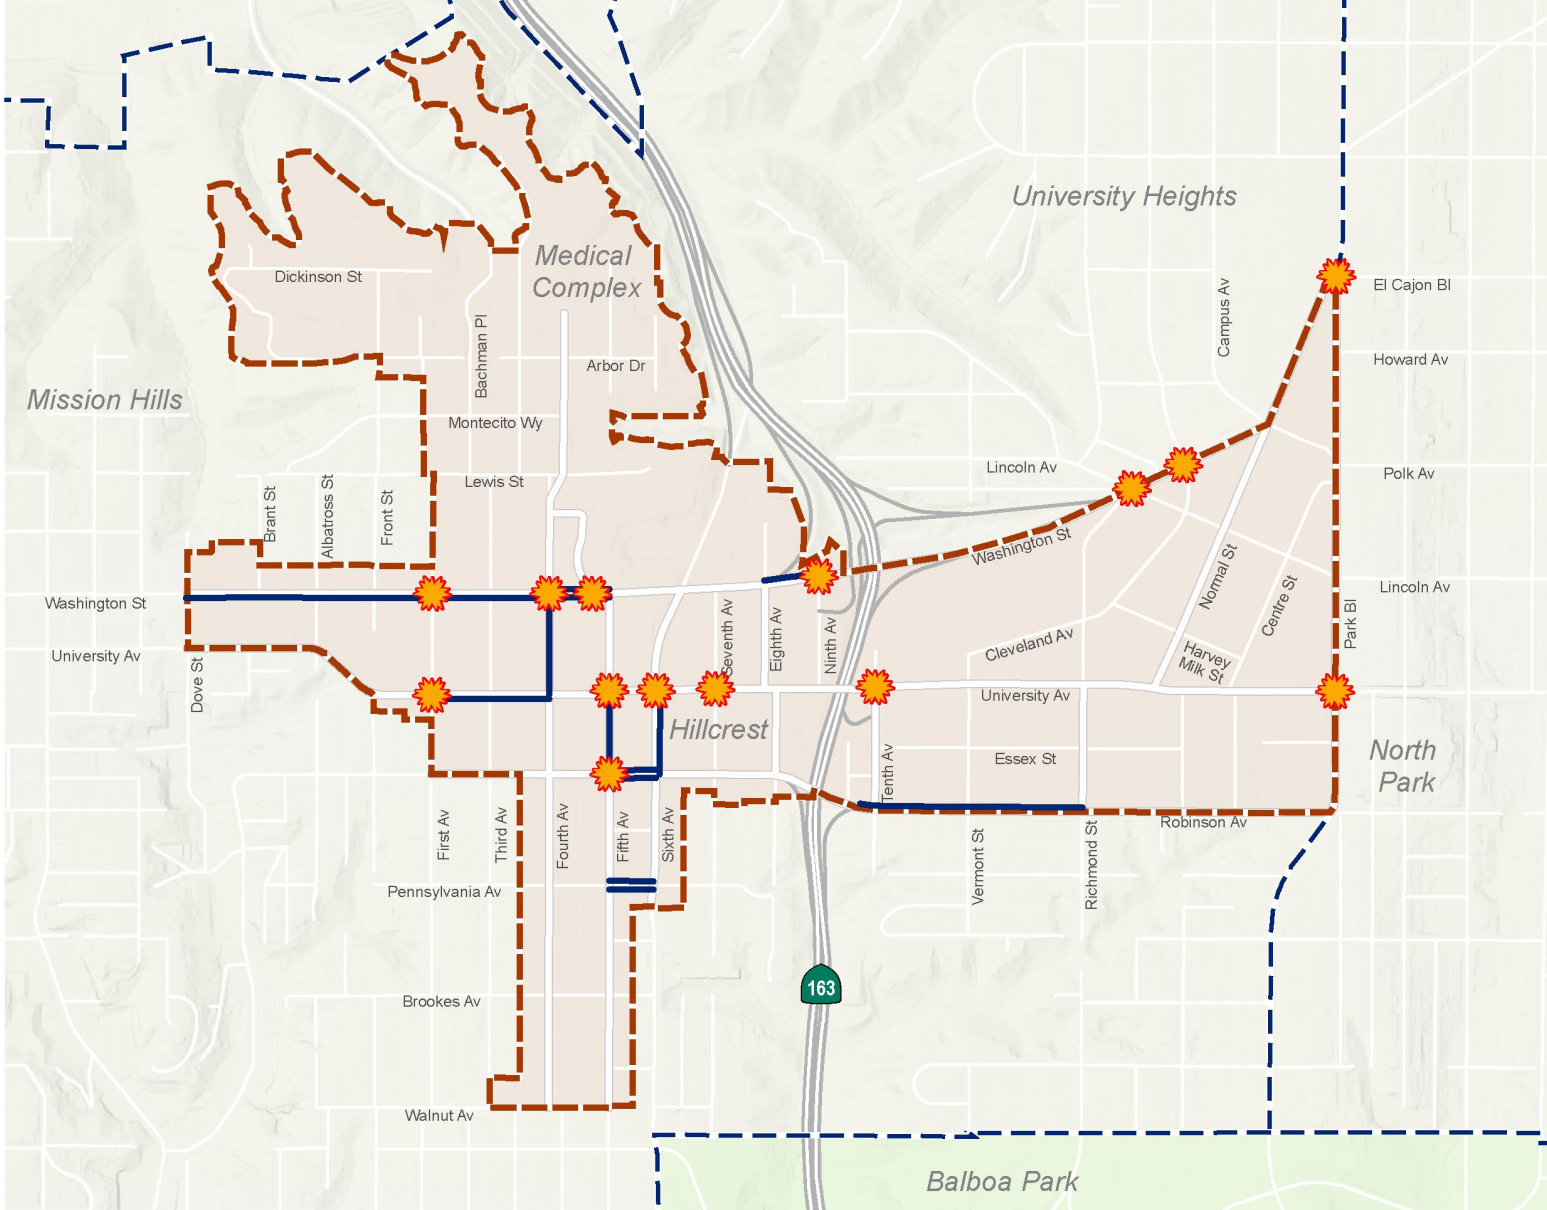 University Heights
Medical
Complex
Dickinson St
El Cajon Bl
Campus Av
Bachman Pl
Howard Av
Arbor Dr
Mission Hills
Montecito Wy
Lincoln Av
Polk Av
Lewis St
Brant St
Albatross St
Front St
Washington St
Normal St
Centre St
Lincoln Av
Washington St
Park Bl
Seventh Av
Eighth Av
Ninth Av
Cleveland Av
Harvey
Milk St
University Av
Dove St
University Av
Hillcrest
North
Park
Essex St
Tenth Av
First Av
Third Av
Fourth Av
Fifth Av
Sixth Av
Robinson Av
Vermont St
Richmond St
Pennsylvania Av
163
Brookes Av
Walnut Av
Balboa Park